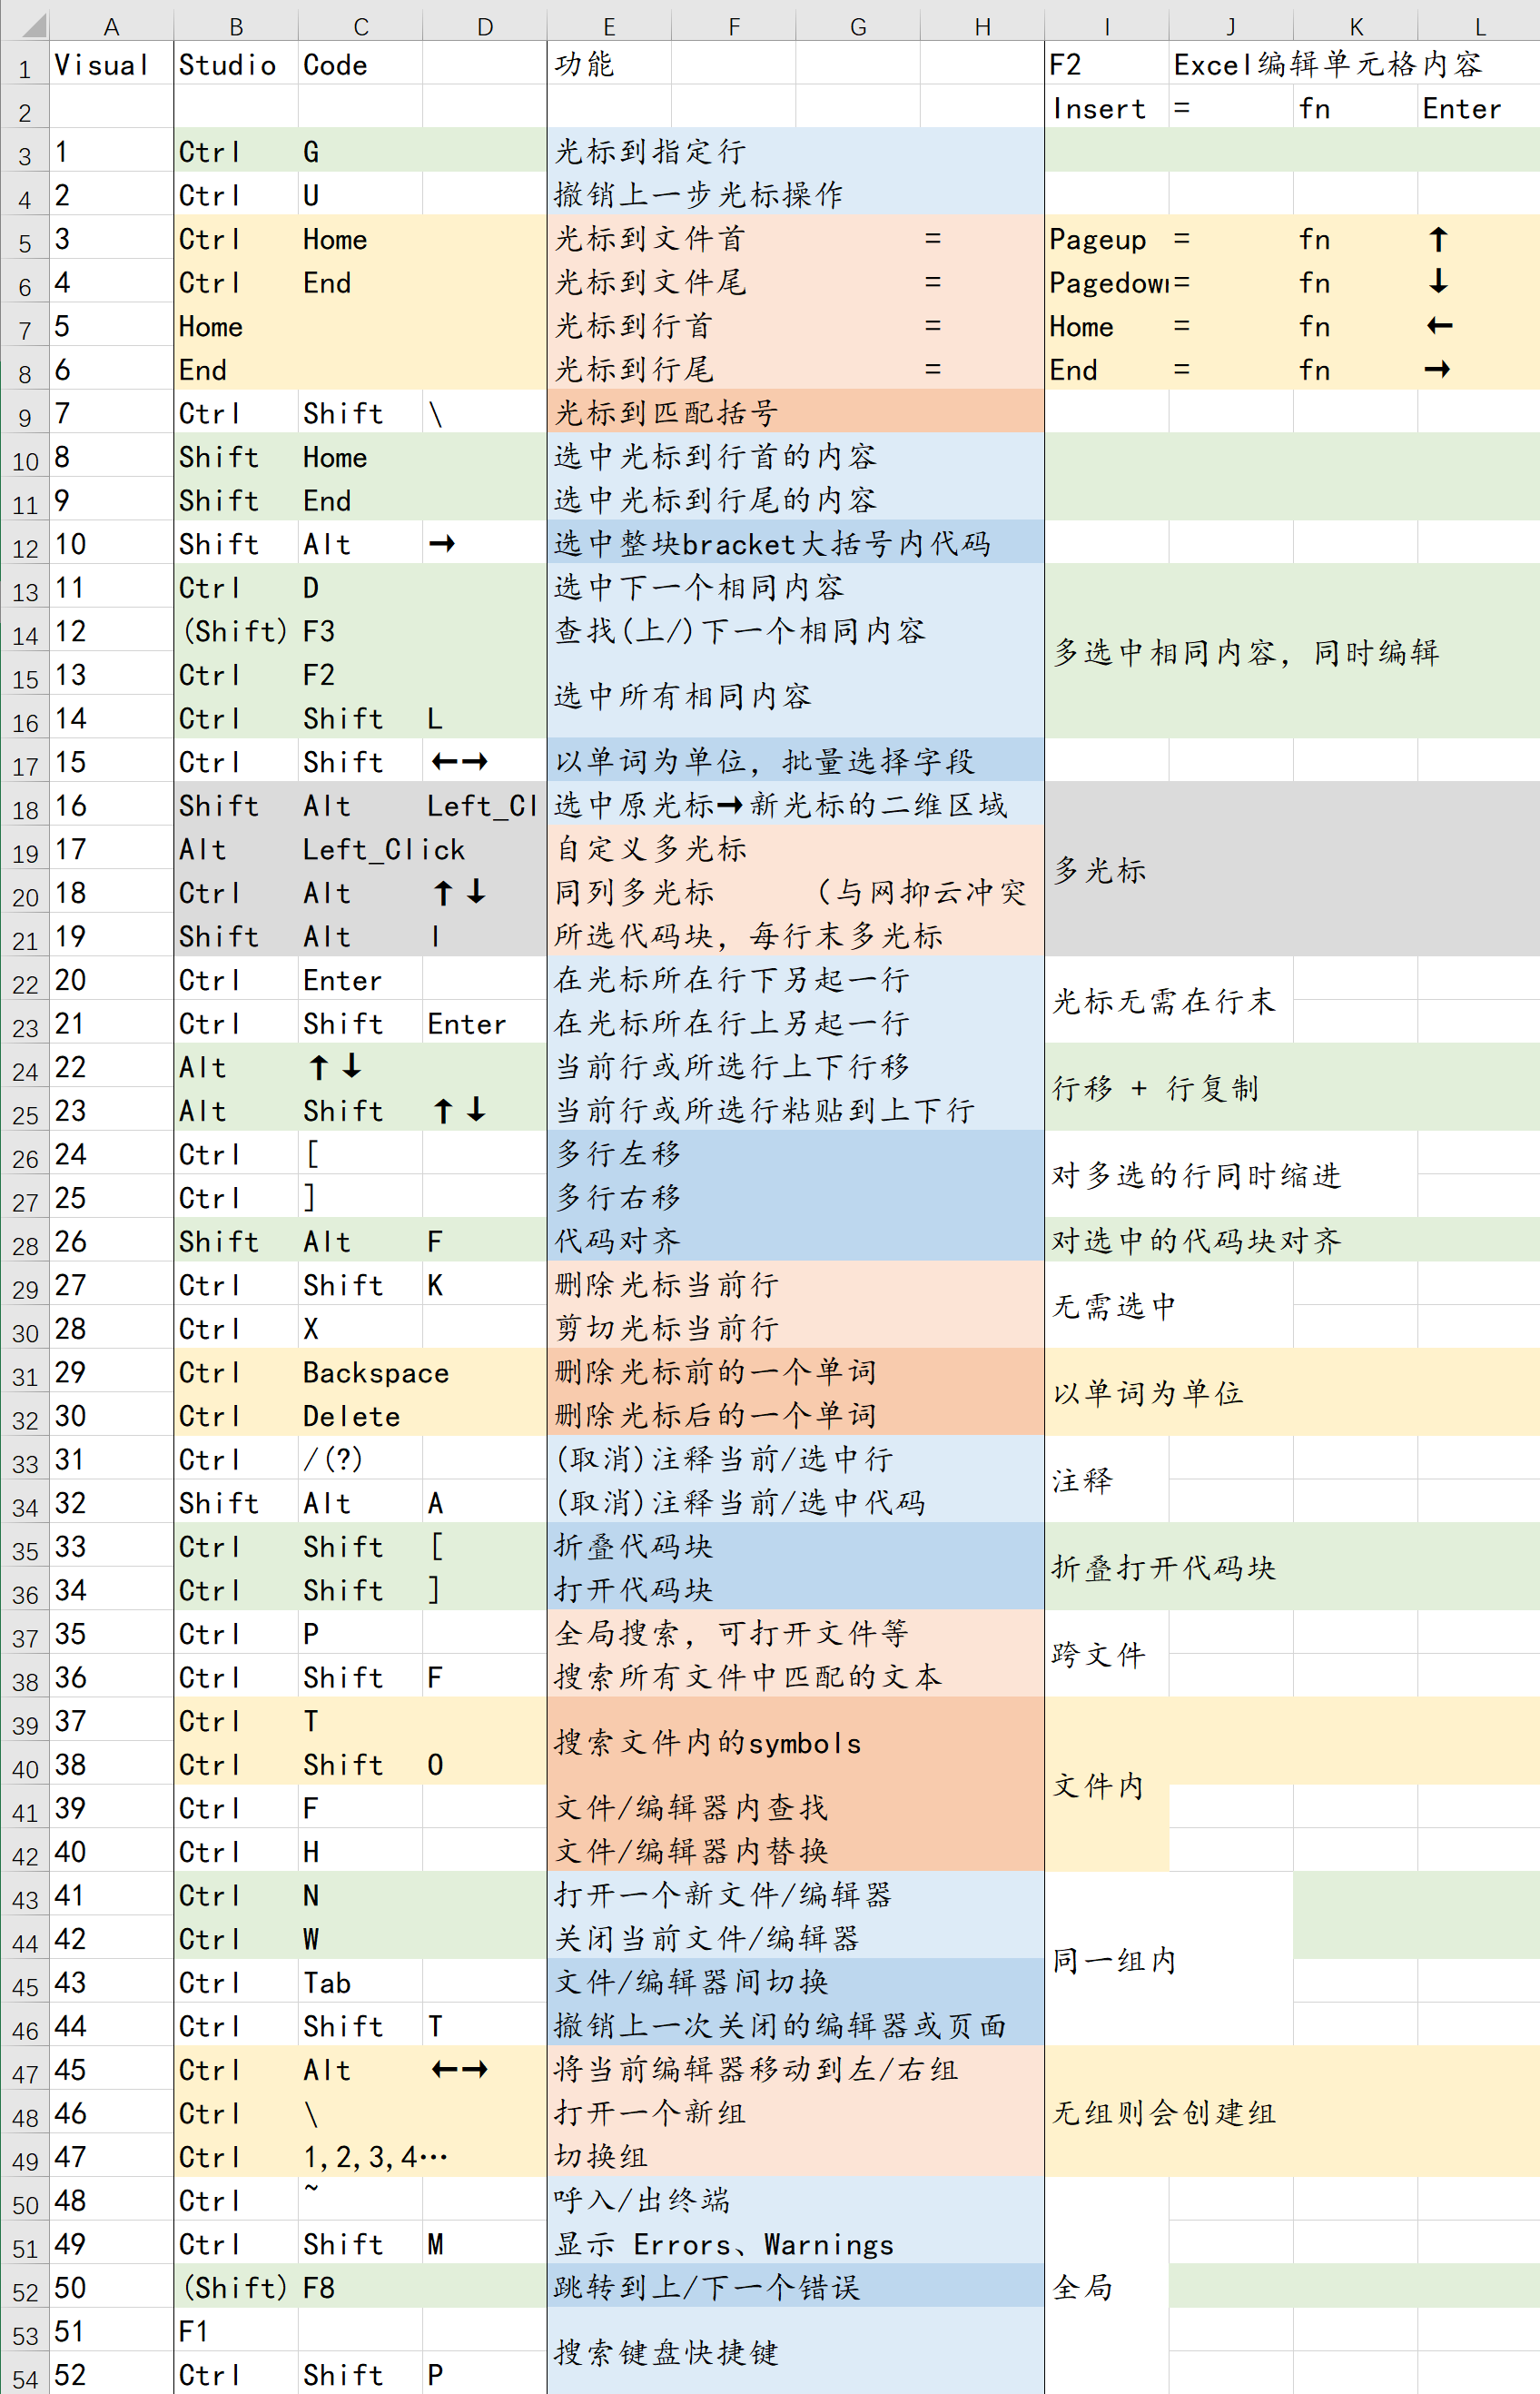 A B C D E F G H I J K L
1 Visual Studio Code 功能 F2 Excel编辑单元格内容
2 Insert = fn Enter
3 1 Ctrl G 光标到指定行
4 2 Ctrl U 撤销上一步光标操作
5 3 Ctrl Home 光标到文件首 = Pageup = fn ↑
6 4 Ctrl End 光标到文件尾 = Pagedown = fn ↓
7 5 Home 光标到行首 = Home = fn ←
8 6 End 光标到行尾 = End = fn →
9 7 Ctrl Shift \ 光标到匹配括号
10 8 Shift Home 选中光标到行首的内容
11 9 Shift End 选中光标到行尾的内容
12 10 Shift Alt → 选中整块bracket大括号内代码
13 11 Ctrl D 选中下一个相同内容
14 12 (Shift) F3 查找(上/)下一个相同内容
多选中相同内容, 同时编辑
15 13 Ctrl F2
选中所有相同内容
16 14 Ctrl Shift L
17 15 Ctrl Shift ←→ 以单词为单位, 批量选择字段
18 16 Shift Alt Left_Cl 选中原光标→新光标的二维区域
19 17 Alt Left_Click 自定义多光标
多光标
20 18 Ctrl Alt ↑↓ 同列多光标 (与网抑云冲突
21 19 Shift Alt I 所选代码块, 每行末多光标
22 20 Ctrl Enter 在光标所在行下另起一行
光标无需在行末
23 21 Ctrl Shift Enter 在光标所在行上另起一行
24 22 Alt ↑↓ 当前行或所选行上下行移
行移 + 行复制
25 23 Alt Shift ↑↓ 当前行或所选行粘贴到上下行
26 24 Ctrl [ 多行左移
对多选的行同时缩进
27 25 Ctrl ] 多行右移
28 26 Shift Alt F 代码对齐 对选中的代码块对齐
29 27 Ctrl Shift K 删除光标当前行
无需选中
30 28 Ctrl X 剪切光标当前行
31 29 Ctrl Backspace 删除光标前的一个单词
以单词为单位
32 30 Ctrl Delete 删除光标后的一个单词
33 31 Ctrl /(?) (取消)注释当前/选中行
注释
34 32 Shift Alt A (取消)注释当前/选中代码
35 33 Ctrl Shift [ 折叠代码块
折叠打开代码块
36 34 Ctrl Shift ] 打开代码块
37 35 Ctrl P 全局搜索, 可打开文件等
跨文件
38 36 Ctrl Shift F 搜索所有文件中匹配的文本
39 37 Ctrl T
搜索文件内的symbols
40 38 Ctrl Shift O
文件内
41 39 Ctrl F 文件/编辑器内查找
42 40 Ctrl H 文件/编辑器内替换
43 41 Ctrl N 打开一个新文件/编辑器
44 42 Ctrl W 关闭当前文件/编辑器
同一组内
45 43 Ctrl Tab 文件/编辑器间切换
46 44 Ctrl Shift T 撤销上一次关闭的编辑器或页面
47 45 Ctrl Alt ←→ 将当前编辑器移动到左/右组
48 46 Ctrl \ 打开一个新组 无组则会创建组
49 47 Ctrl 1,2,3,4… 切换组
50 48 Ctrl ~ 呼入/出终端
51 49 Ctrl Shift M 显示 Errors、Warnings
52 50 (Shift) F8 跳转到上/下一个错误 全局
53 51 F1
搜索键盘快捷键
54 52 Ctrl Shift P